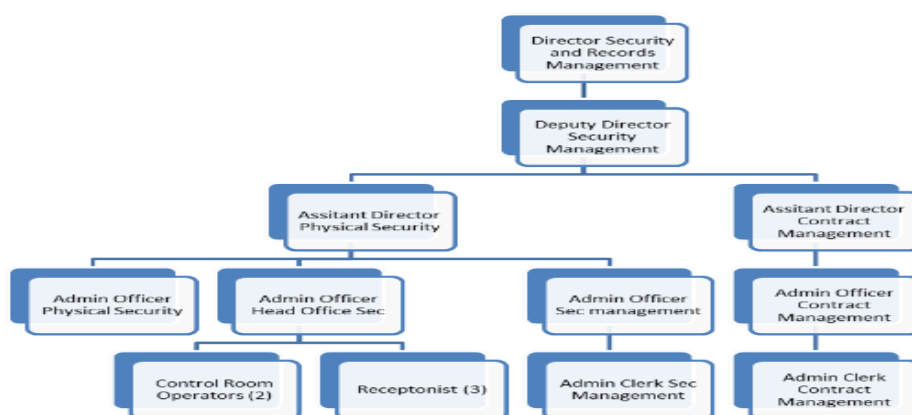 Director Security
and Records
Management
Deputy Director
Security
Management
Assitant Director
Physical Security
Assitant Director
Contract
Management
Admin Officer
Physical Security
Admin Officer
Head Office Sec
Admin Officer
Sec management
Admin Officer
Contract
Management
Control Room
Operators (2)
Receptonist (3)
Admin Clerk Sec
Management
Admin Clerk
Contract
Management